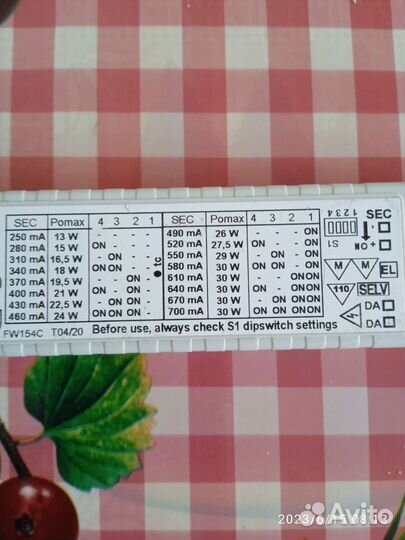 SEC Pomax 4 3 2 1 SEC Pomax 4 3 2 1
250 mA 13 W - - - - 490 mA 26 W - - - ON
280 mA 15 W ON - - - 520 mA 27,5 W ON - - ON
310 mA 16,5 W - ON - - 550 mA 29 W - ON - ON
340 mA 18 W ON ON - - 580 mA 30 W ON ON - ON
370 mA 19,5 W - - ON - 610 mA 30 W - - ON ON
400 mA 21 W ON - ON - 640 mA 30 W ON - ON ON
430 mA 22,5 W - ON ON - 670 mA 30 W - ON ON ON
460 mA 24 W ON ON ON - 700 mA 30 W ON ON ON ON
tc
FW154C T04/20 Before use, always check S1 dipswitch settings
1 2 3 4
S1
ON
- SEC
+
M M EL
110 SELV
DA
DA
2023/6/15 08:13
Avito